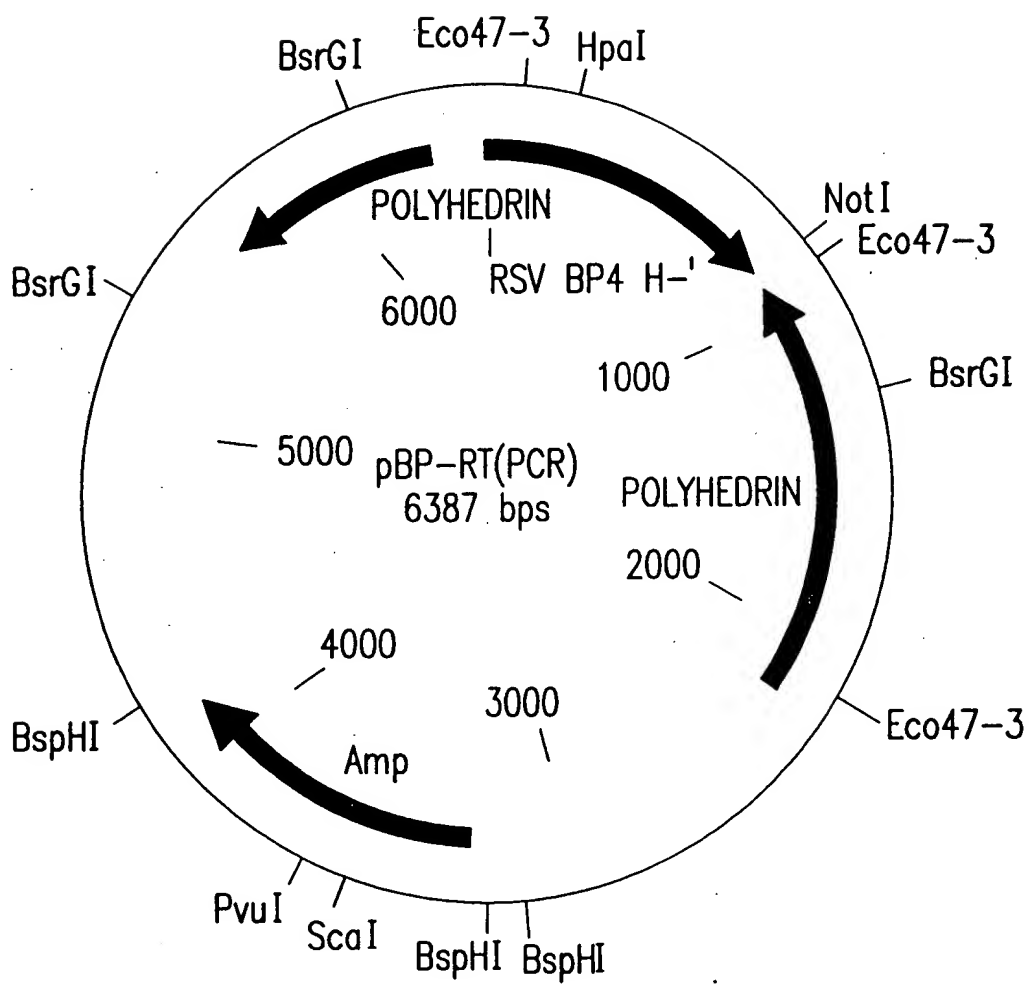 Eco47-3
HpaI
BsrGI
NotI
Eco47-3
POLYHEDRIN
RSV BP4 H-'
BsrGI
6000
1000
BsrGI
5000
pBP-RT(PCR)
6387 bps
POLYHEDRIN
2000
4000
3000
BspHI
Eco47-3
Amp
PvuI
ScaI
BspHI
BspHI